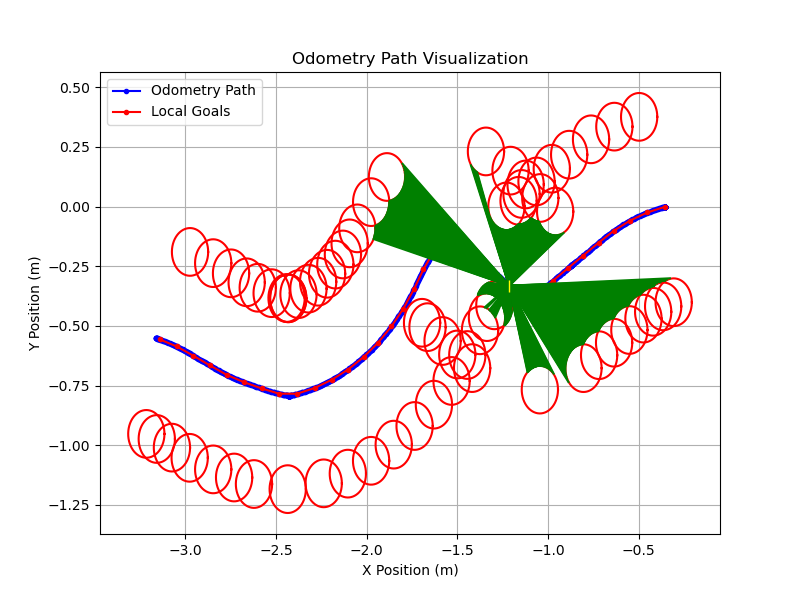 Odometry Path Visualization
Odometry Path
Local Goals
0.50
0.25
0.00
−0.25
−0.50
−0.75
−1.00
−1.25
Y Position (m)
−3.0 −2.5 −2.0 −1.5 −1.0 −0.5
X Position (m)